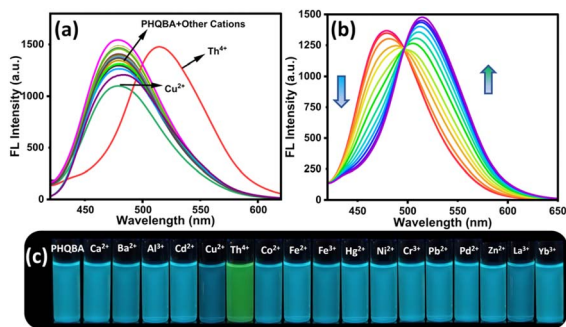 (a)
PHQBA+Other Cations
Th⁴⁺
Cu²⁺
FL Intensity (a.u.)
1500
1000
500
0
450
500
550
600
Wavelength (nm)
(b)
FL Intensity (a.u.)
1500
1250
1000
750
500
250
0
450
500
550
600
650
Wavelength (nm)
(c)
PHQBA Ca²⁺ Ba²⁺ Al³⁺ Cd²⁺ Cu²⁺ Th⁴⁺ Co²⁺ Fe²⁺ Fe³⁺ Hg²⁺ Ni²⁺ Cr³⁺ Pb²⁺ Pd²⁺ Zn²⁺ La³⁺ Yb³⁺